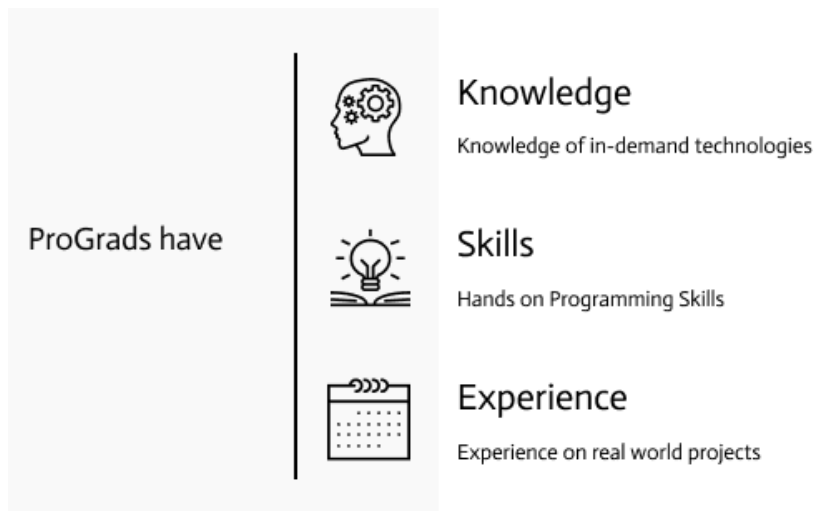 ProGrads have
Knowledge
Knowledge of in-demand technologies
Skills
Hands on Programming Skills
Experience
Experience on real world projects